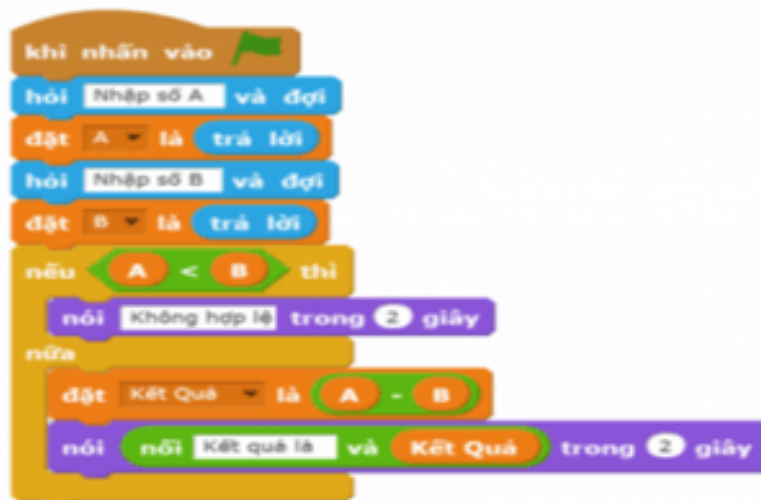 khi nhấn vào
hỏi Nhập số A và đợi
đặt A là trả lời
hỏi Nhập số B và đợi
đặt B là trả lời
nếu A < B thì
nói Không hợp lệ trong 2 giây
nữa
đặt Kết Quả là A - B
nói nối Kết quả là và Kết Quả trong 2 giây